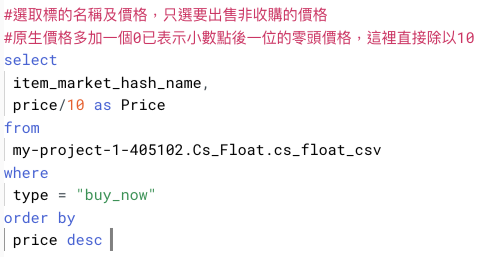 #選取標的名稱及價格，只選要出售非收購的價格
#原生價格多加一個0已表示小數點後一位的零頭價格，這裡直接除以10
select
item_market_hash_name,
price/10 as Price
from
my-project-1-405102.Cs_Float.cs_float_csv
where
type = "buy_now"
order by
price desc